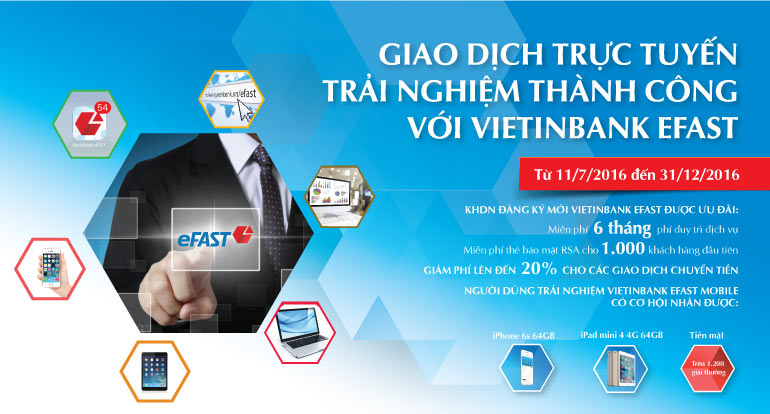 GIAO DỊCH TRỰC TUYẾN
TRẢI NGHIỆM THÀNH CÔNG
VỚI VIETINBANK EFAST
Từ 11/7/2016 đến 31/12/2016
KHDN ĐĂNG KÝ MỚI VIETINBANK EFAST ĐƯỢC ƯU ĐÃI:
Miễn phí 6 tháng phí duy trì dịch vụ
Miễn phí thẻ bảo mật RSA cho 1.000 khách hàng đầu tiên
GIẢM PHÍ LÊN ĐẾN 20% CHO CÁC GIAO DỊCH CHUYỂN TIỀN
NGƯỜI DÙNG TRẢI NGHIỆM VIETINBANK EFAST MOBILE
CÓ CƠ HỘI NHẬN ĐƯỢC:
iPhone 6s 64GB
iPad mini 4 4G 64GB
Tiền mặt
Trên 1.200
giải thưởng
54
VietinBank eFAST
/efast
eFAST